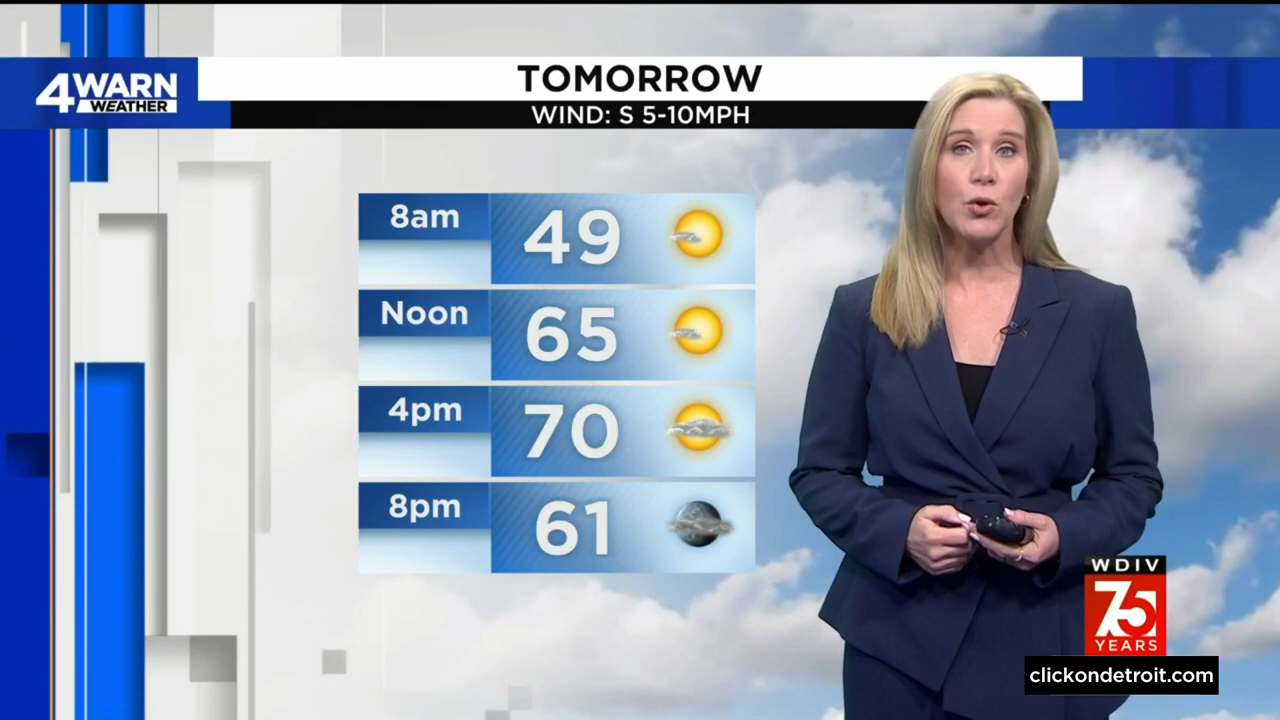 4WARN
WEATHER
TOMORROW
WIND: S 5-10MPH
8am 49
Noon 65
4pm 70
8pm 61
WDIV
75
YEARS
clickondetroit.com